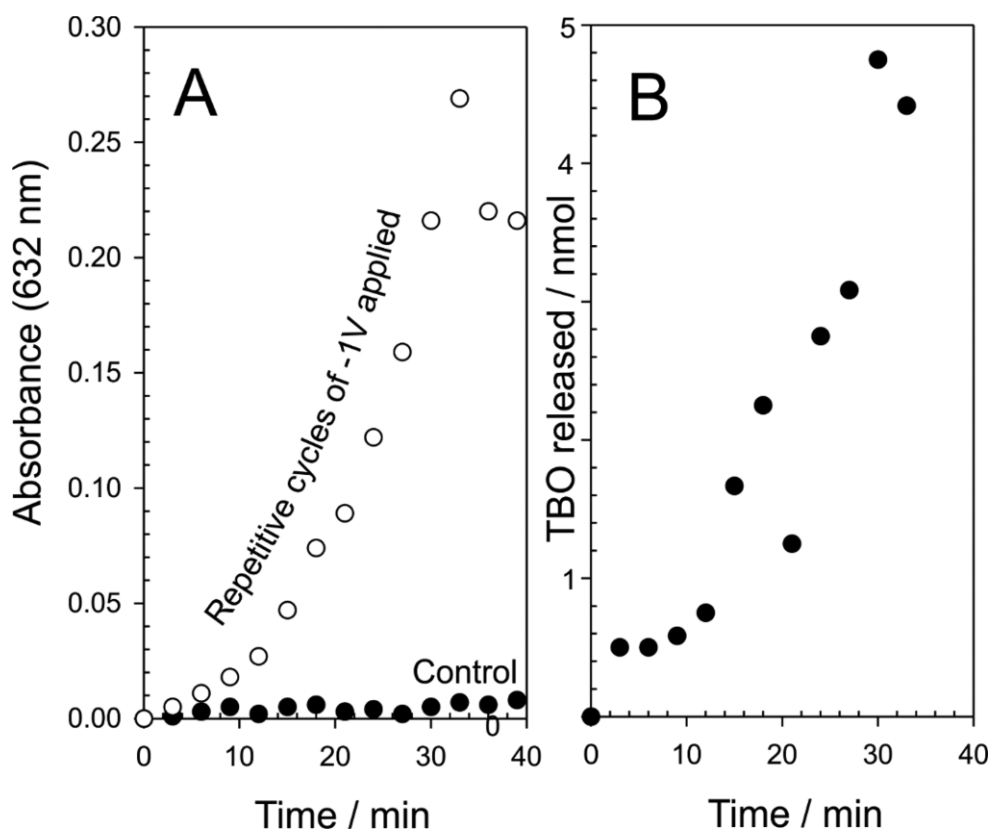 A
Absorbance (632 nm)
0.30
0.25
0.20
0.15
0.10
0.05
0.00
Repetitive cycles of -1V applied
Control
0
0
10
20
30
40
Time / min
B
TBO released / nmol
5
4
1
0
10
20
30
40
Time / min